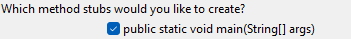 Which method stubs would you like to create?
public static void main(String[] args)